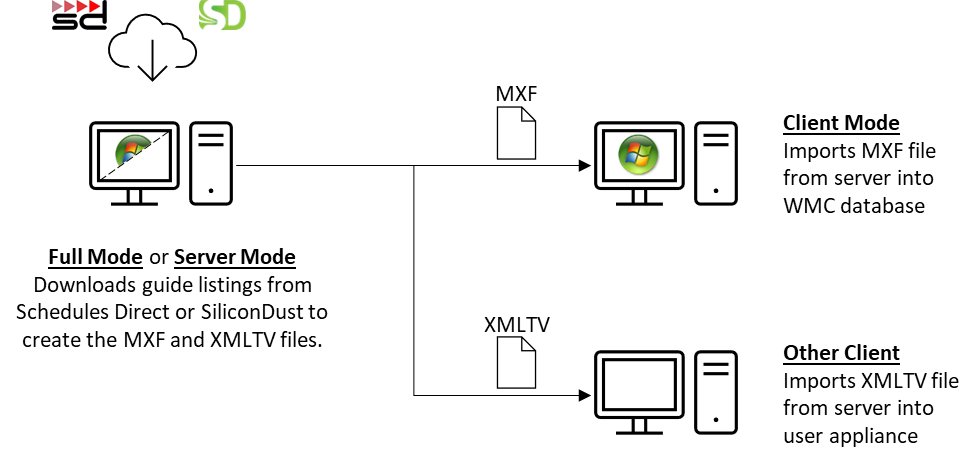 sd
SD
MXF
Client Mode
Imports MXF file
from server into
WMC database
Full Mode or Server Mode
Downloads guide listings from
Schedules Direct or SiliconDust to
create the MXF and XMLTV files.
XMLTV
Other Client
Imports XMLTV file
from server into
user appliance